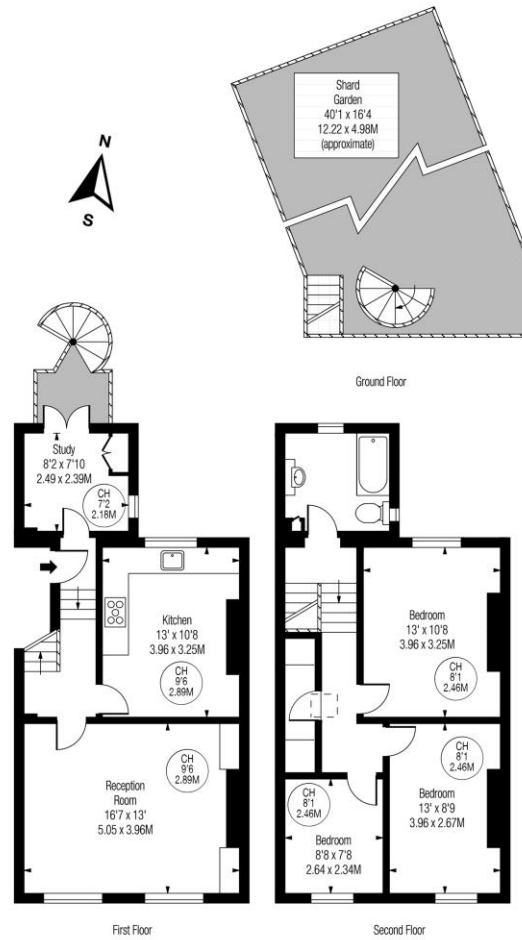 Shard
Garden
40'1 x 16'4
12.22 x 4.98M
(approximate)
N
S
Ground Floor
Study
8'2 x 7'10
2.49 x 2.39M
CH
7'2
2.18M
Kitchen
13' x 10'8
3.96 x 3.25M
CH
9'6
2.89M
CH
9'6
2.89M
Reception
Room
16'7 x 13'
5.05 x 3.96M
First Floor
Bedroom
13' x 10'8
3.96 x 3.25M
CH
8'1
2.46M
CH
8'1
2.46M
Bedroom
13' x 8'9
3.96 x 2.67M
CH
8'1
2.46M
Bedroom
8'8 x 7'8
2.64 x 2.34M
Second Floor